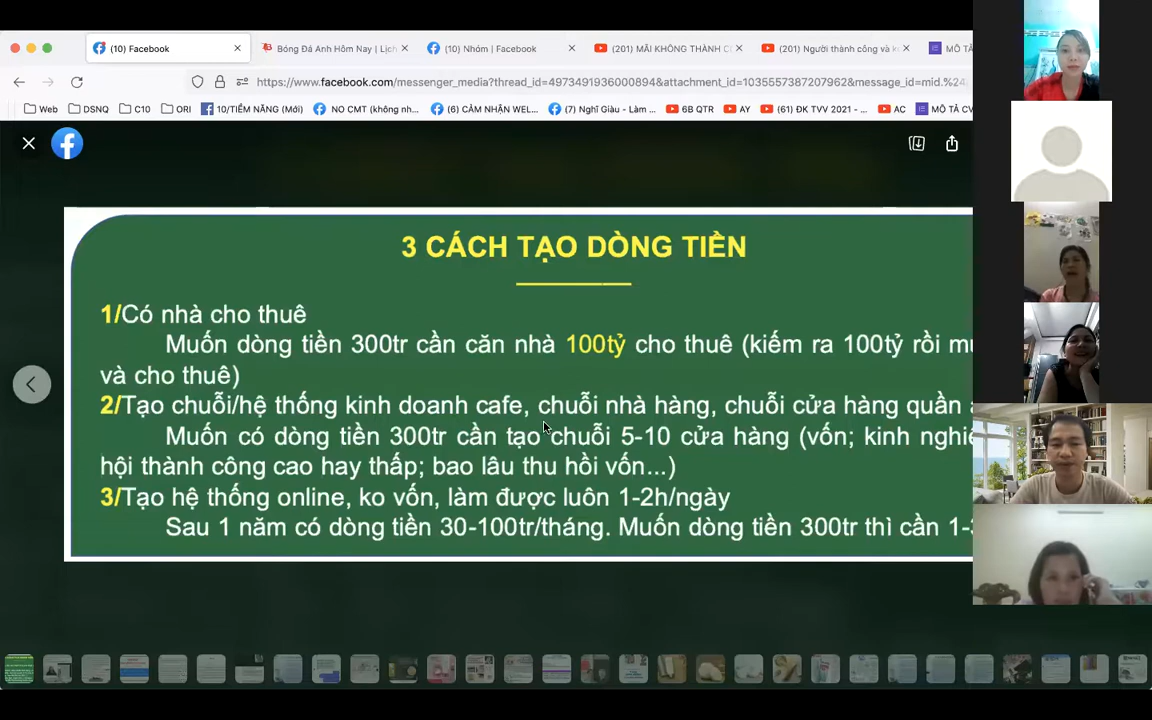 (10) Facebook
Bóng Đá Anh Hôm Nay | Lịch
(10) Nhóm | Facebook
(201) MÃI KHÔNG THÀNH C
(201) Người thành công và k
MÔ TẢ
https://www.facebook.com/messenger_media?thread_id=4973491936000894&attachment_id=1035557387207962&message_id=mid.%24
Web
DSNQ
C10
ORI
10/TIỀM NĂNG (Mới)
NO CMT (không nh...
(6) CẢM NHẬN WEL...
(7) Nghĩ Giàu - Làm ...
6B QTR
AY
(61) ĐK TVV 2021 - ...
AC
MÔ TẢ CV
3 CÁCH TẠO DÒNG TIỀN
1/Có nhà cho thuê
Muốn dòng tiền 300tr cần căn nhà 100tỷ cho thuê (kiếm ra 100tỷ rồi mu
và cho thuê)
2/Tạo chuỗi/hệ thống kinh doanh cafe, chuỗi nhà hàng, chuỗi cửa hàng quần
Muốn có dòng tiền 300tr cần tạo chuỗi 5-10 cửa hàng (vốn; kinh nghiệ
hội thành công cao hay thấp; bao lâu thu hồi vốn...)
3/Tạo hệ thống online, ko vốn, làm được luôn 1-2h/ngày
Sau 1 năm có dòng tiền 30-100tr/tháng. Muốn dòng tiền 300tr thì cần 1-3